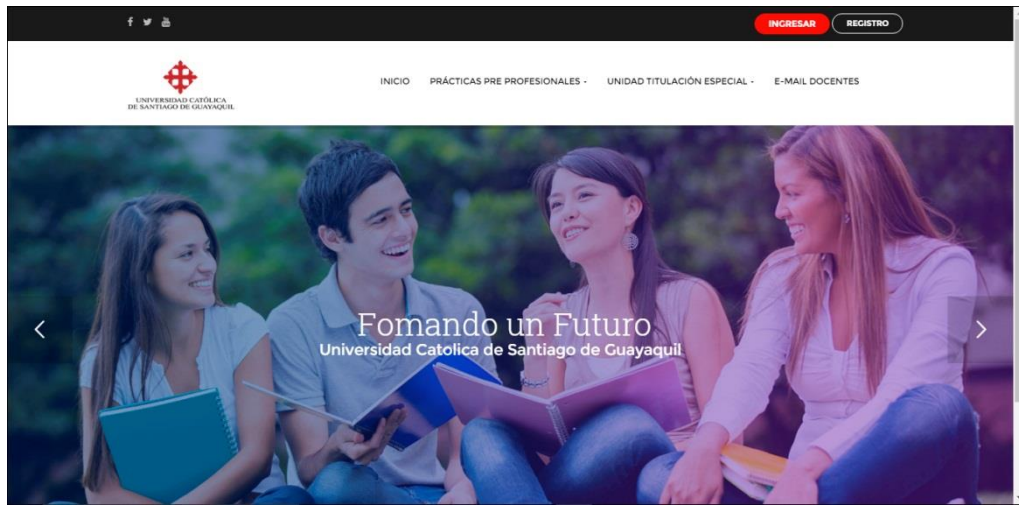 INGRESAR REGISTRO
UNIVERSIDAD CATÓLICA
DE SANTIAGO DE GUAYAQUIL
INICIO PRÁCTICAS PRE PROFESIONALES - UNIDAD TITULACIÓN ESPECIAL - E-MAIL DOCENTES
Fomando un Futuro
Universidad Catolica de Santiago de Guayaquil